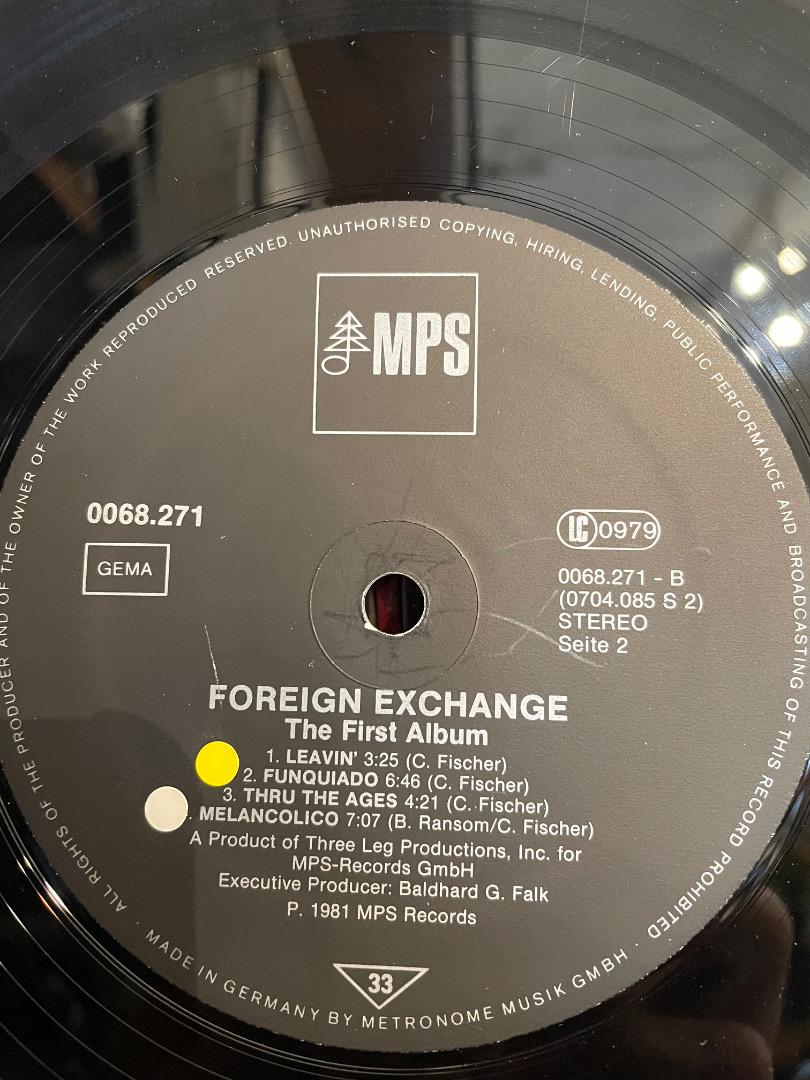 ALL RIGHTS OF THE PRODUCER AND OF THE OWNER OF THE WORK REPRODUCED RESERVED. UNAUTHORISED COPYING, HIRING, LENDING, PUBLIC PERFORMANCE AND BROADCASTING OF THIS RECORD PROHIBITED
MPS
0068.271
GEMA
LC 0979
0068.271 - B
(0704.085 S 2)
STEREO
Seite 2
FOREIGN EXCHANGE
The First Album
1. LEAVIN' 3:25 (C. Fischer)
2. FUNQUIADO 6:46 (C. Fischer)
3. THRU THE AGES 4:21 (C. Fischer)
. MELANCOLICO 7:07 (B. Ransom/C. Fischer)
A Product of Three Leg Productions, Inc. for
MPS-Records GmbH
Executive Producer: Baldhard G. Falk
P. 1981 MPS Records
33
· MADE IN GERMANY BY METRONOME MUSIK GMBH ·